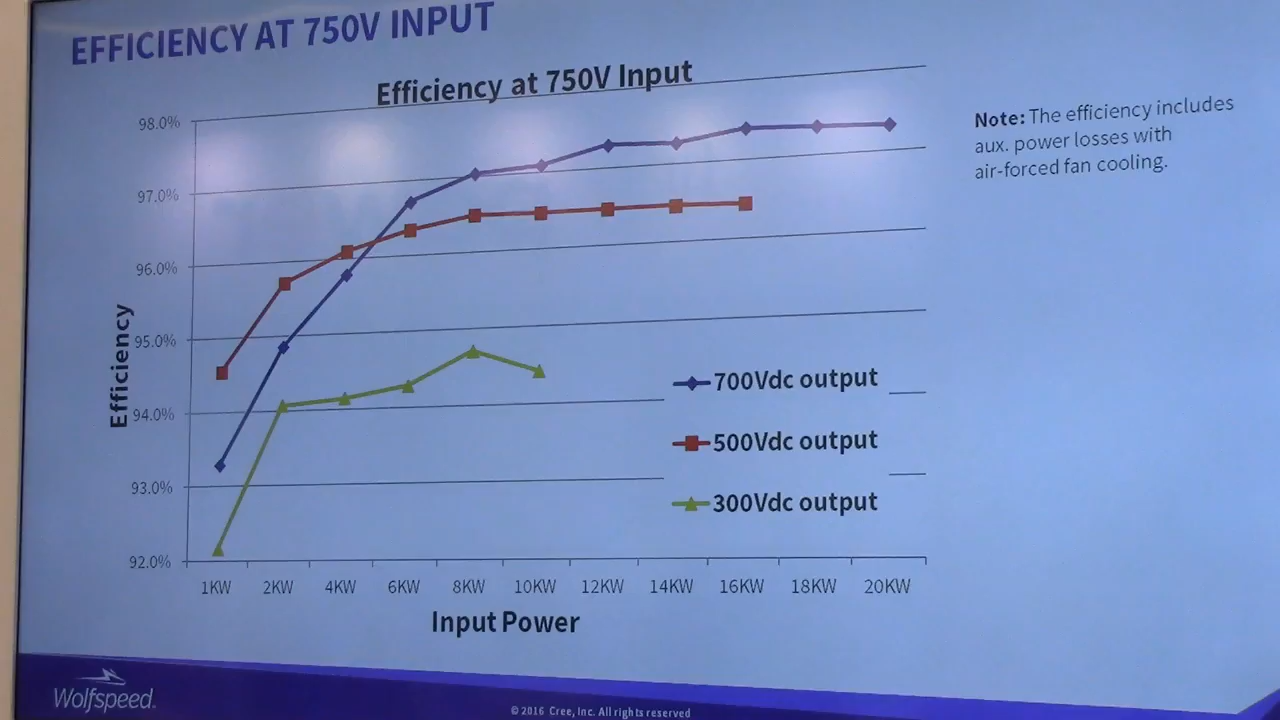 EFFICIENCY AT 750V INPUT
Efficiency at 750V Input
Note: The efficiency includes
aux. power losses with
air-forced fan cooling.
98.0%
97.0%
96.0%
95.0%
94.0%
93.0%
92.0%
Efficiency
700Vdc output
500Vdc output
300Vdc output
1KW 2KW 4KW 6KW 8KW 10KW 12KW 14KW 16KW 18KW 20KW
Input Power
Wolfspeed.
© 2016 Cree, Inc. All rights reserved